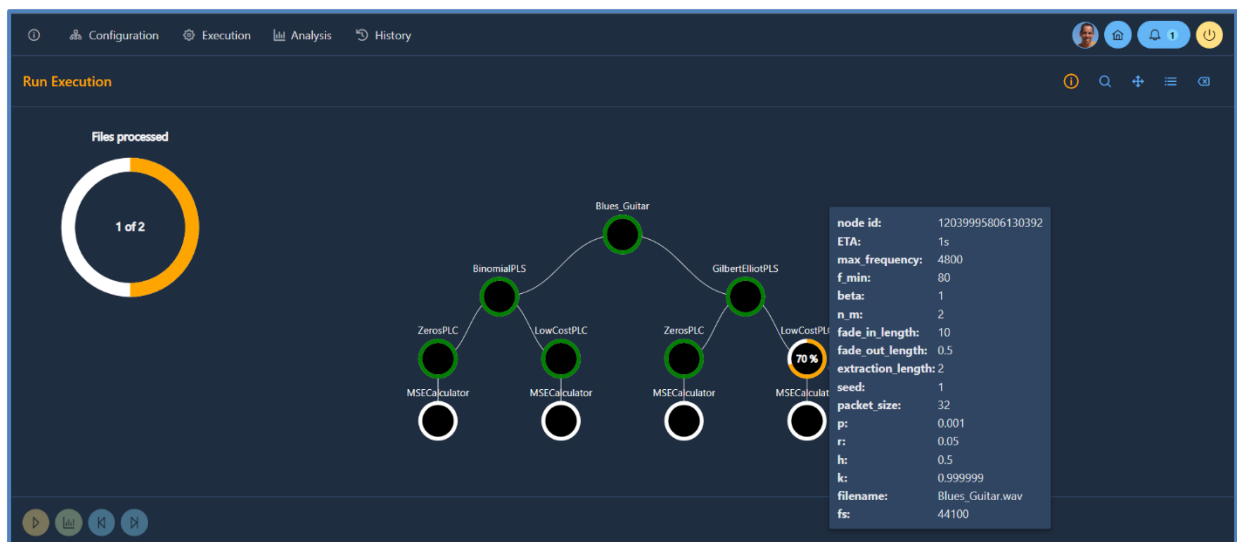 Configuration Execution Analysis History 1
Run Execution
Files processed
1 of 2
Blues_Guitar
BinomialPLS GilbertElliotPLS
ZerosPLC LowCostPLC ZerosPLC LowCostPL
70 %
MSECalculator MSECalculator MSECalculator MSECalculat
node id: 12039995806130392
ETA: 1s
max_frequency: 4800
f_min: 80
beta: 1
n_m: 2
fade_in_length: 10
fade_out_length: 0.5
extraction_length: 2
seed: 1
packet_size: 32
p: 0.001
r: 0.05
h: 0.5
k: 0.999999
filename: Blues_Guitar.wav
fs: 44100